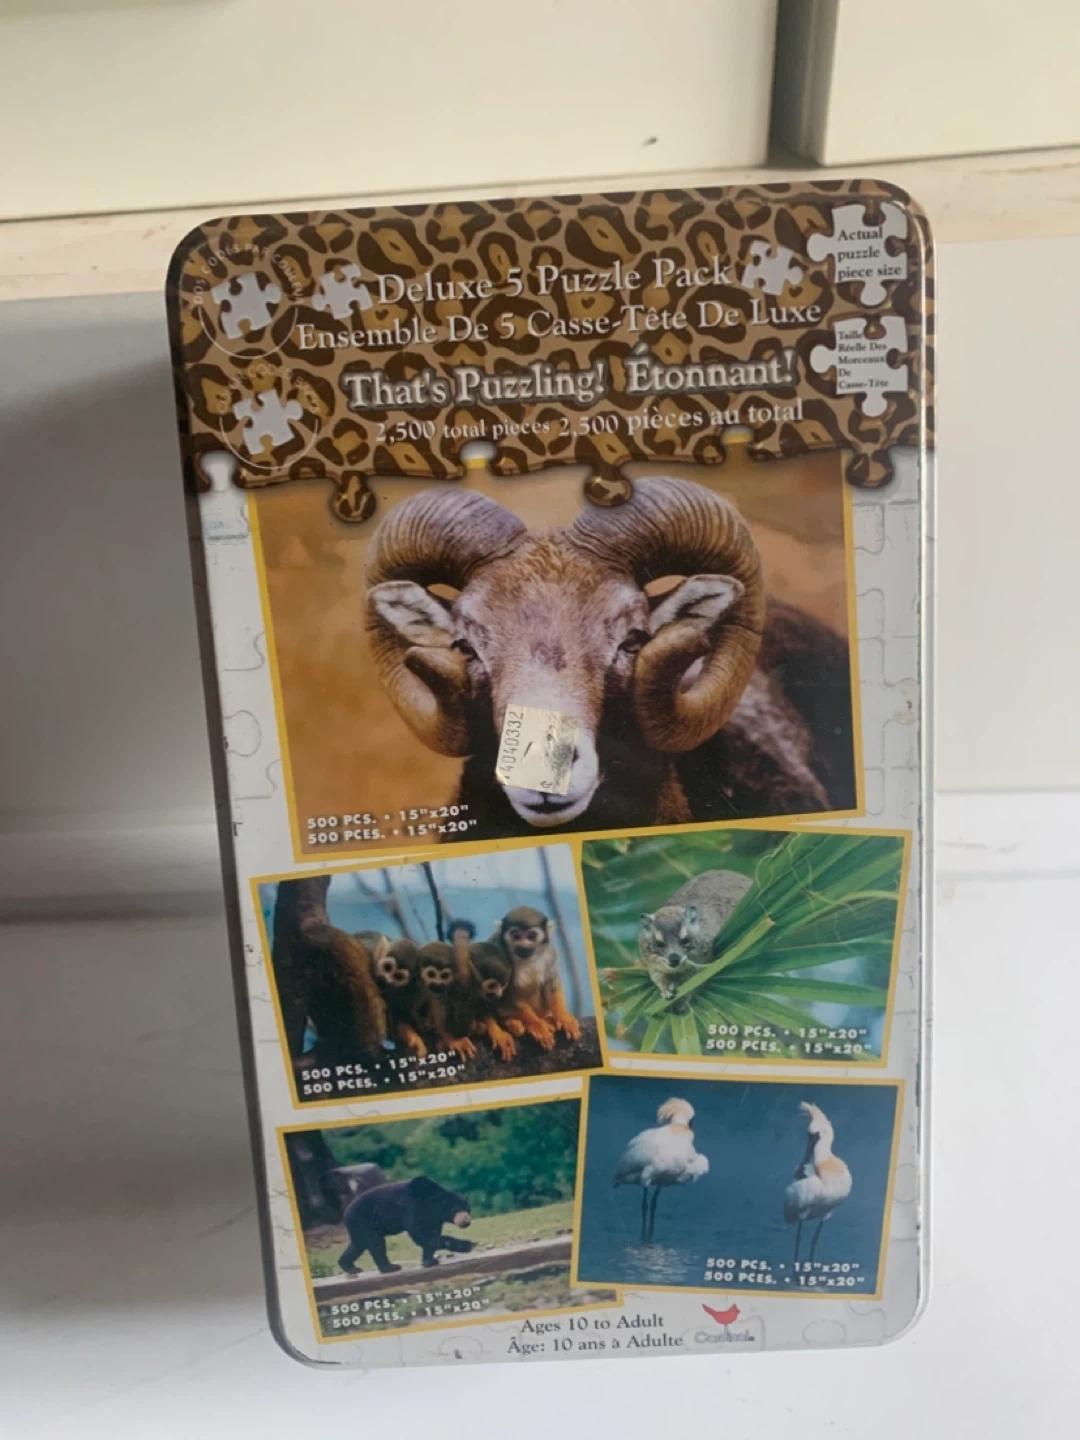 Deluxe 5 Puzzle Pack
Ensemble De 5 Casse-Tête De Luxe
That's Puzzling! Étonnant!
2,500 total pieces 2,500 pièces au total
Actual
puzzle
piece size
Taille
Réelle Des
Morceaux
De
Casse-Tête
4040332
500 PCS. • 15"x20"
500 PCES. • 15"x20"
500 PCS. • 15"x20"
500 PCES. • 15"x20"
500 PCS. • 15"x20"
500 PCES. • 15"x20"
500 PCS. • 15"x20"
500 PCES. • 15"x20"
500 PCS. • 15"x20"
500 PCES. • 15"x20"
Ages 10 to Adult
Âge: 10 ans à Adulte
Cardinal